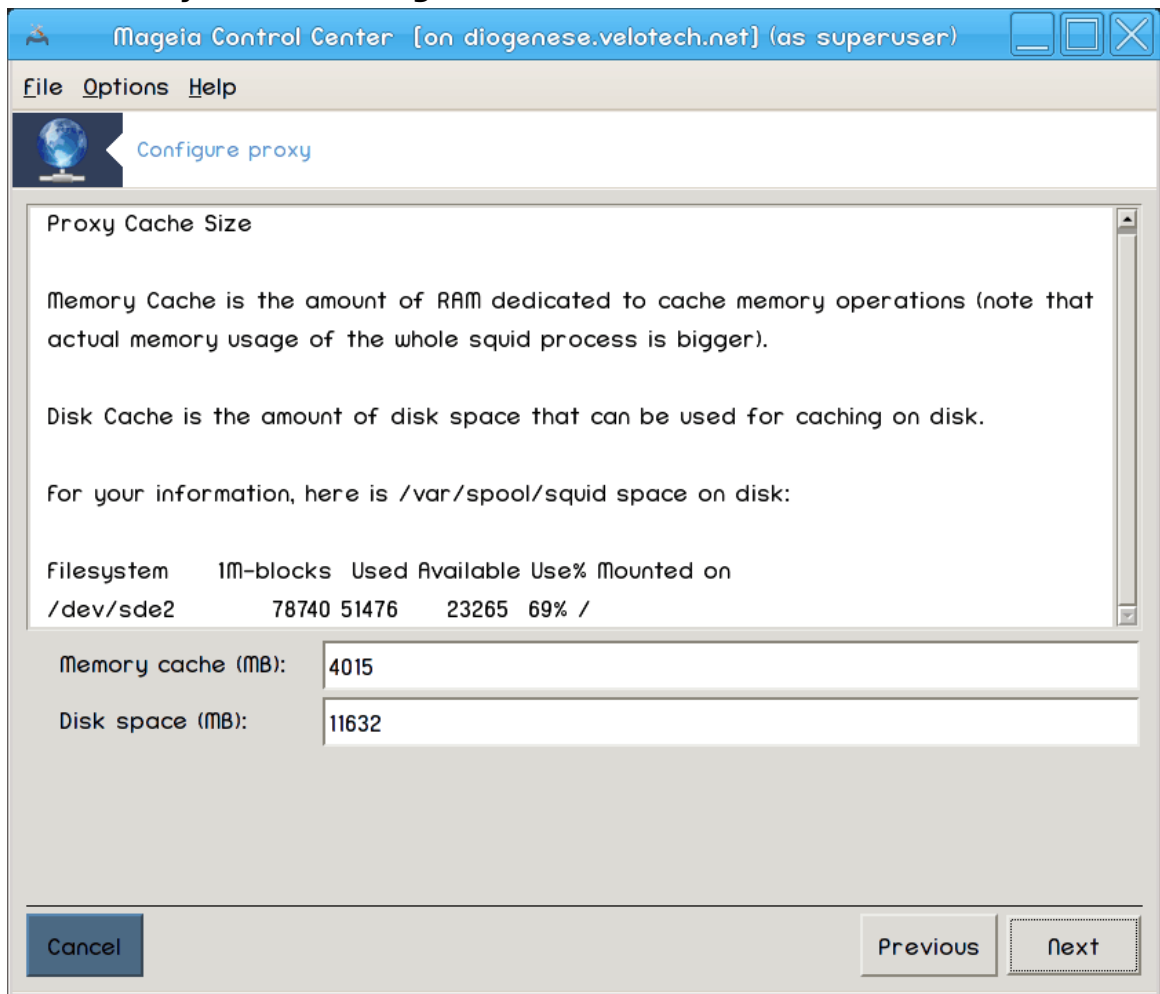 Mageia Control Center [on diogenese.velotech.net] (as superuser)
File Options Help
Configure proxy
Proxy Cache Size
Memory Cache is the amount of RAM dedicated to cache memory operations (note that
actual memory usage of the whole squid process is bigger).
Disk Cache is the amount of disk space that can be used for caching on disk.
For your information, here is /var/spool/squid space on disk:
Filesystem 1M-blocks Used Available Use% Mounted on
/dev/sde2 78740 51476 23265 69% /
Memory cache (MB): 4015
Disk space (MB): 11632
Cancel Previous Next